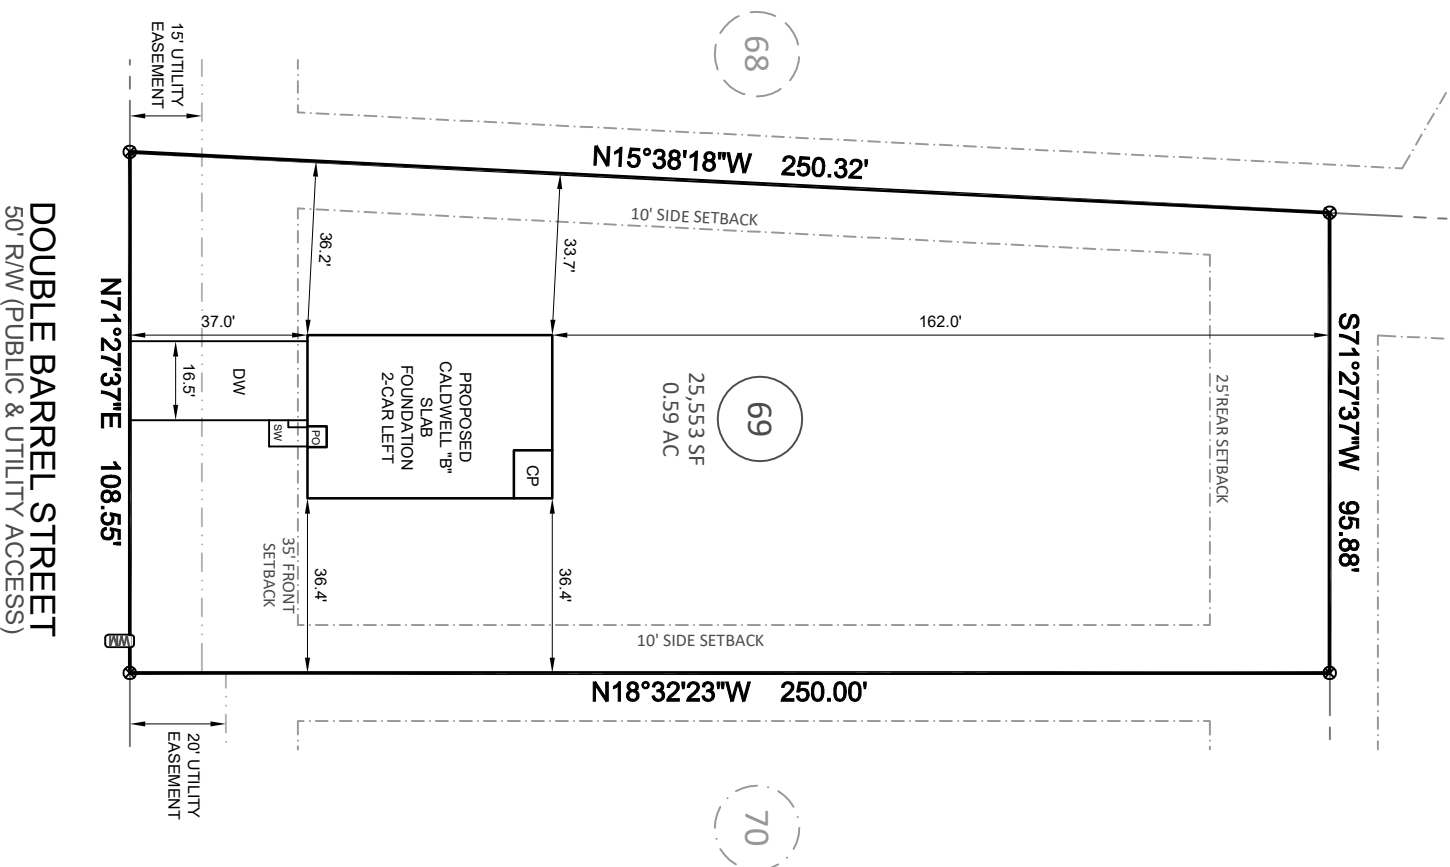 68
15' UTILITY
EASEMENT
N15°38'18"W 250.32'
10' SIDE SETBACK
36.2'
33.7'
37.0'
162.0'
S71°27'37"W 95.88'
25'REAR SETBACK
69
25,553 SF
0.59 AC
PROPOSED
CALDWELL "B"
SLAB
FOUNDATION
2-CAR LEFT
CP
PO
SW
DW
16.5'
N71°27'37"E 108.55'
DOUBLE BARREL STREET
50' R/W (PUBLIC & UTILITY ACCESS)
35' FRONT
SETBACK
36.4'
36.4'
10' SIDE SETBACK
WM
N18°32'23"W 250.00'
20' UTILITY
EASEMENT
70